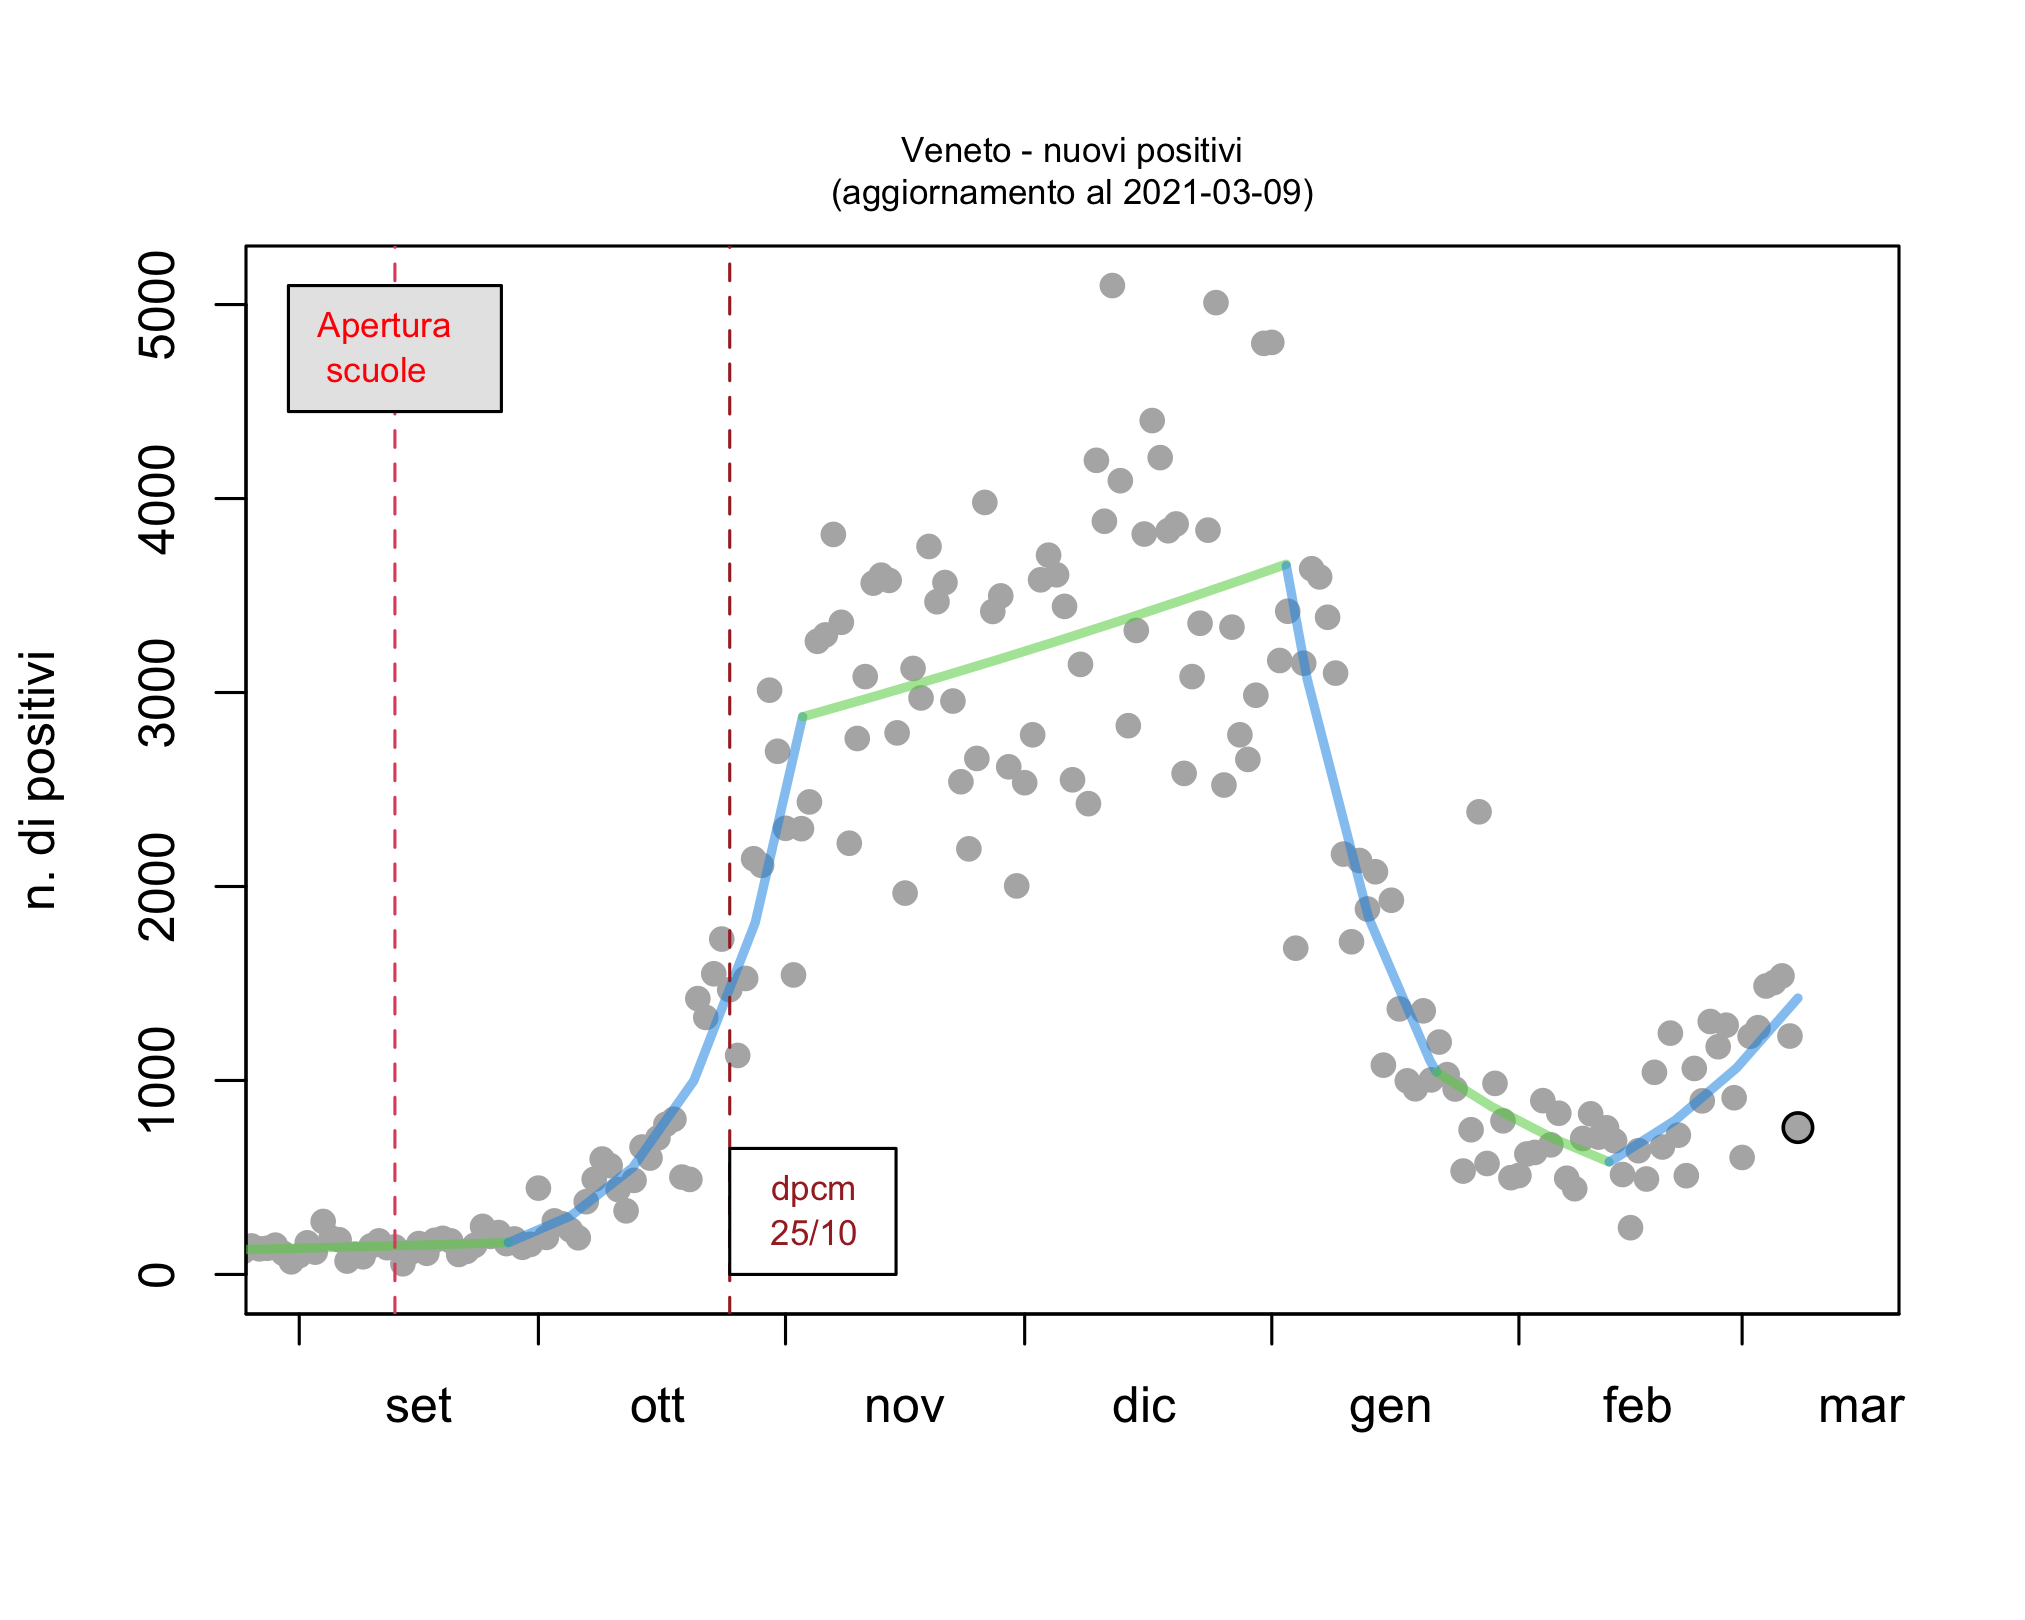 Veneto - nuovi positivi
(aggiornamento al 2021-03-09)
n. di positivi
5000
4000
3000
2000
1000
0
Apertura
scuole
dpcm
25/10
set ott nov dic gen feb mar